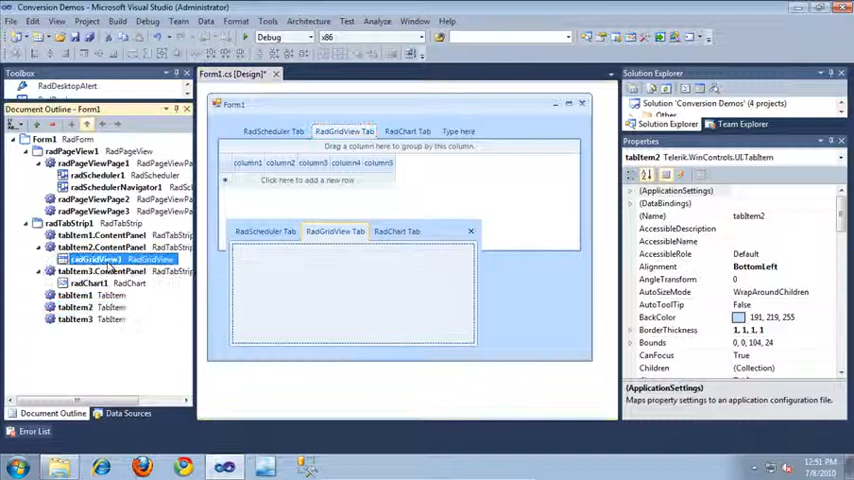 Conversion Demos - Microsoft Visual Studio (Administrator)
File Edit View Project Build Debug Team Data Format Tools Architecture Test Analyze Window Help
Debug x86
Toolbox
RadDesktopAlert
Document Outline - Form1
Form1 RadForm
radPageView1 RadPageView
radPageViewPage1 RadPageViewP
radScheduler1 RadSchedul
radSchedulerNavigator1 RadSched
radPageViewPage2 RadPageViewP
radPageViewPage3 RadPageViewP
radTabStrip1 RadTabStrip
tabItem1.ContentPanel RadTabStrip
tabItem2.ContentPanel RadTabStrip
radGridView1 RadGridView
tabItem3.ContentPanel RadTabStrip
radChart1 RadChart
tabItem1 TabItem
tabItem2 TabItem
tabItem3 TabItem
Document Outline Data Sources
Error List
Form1.cs [Design]*
Form1
RadScheduler Tab RadGridView Tab RadChart Tab Type here
Drag a column here to group by this column.
column1 column2 column3 column4 column5
Click here to add a new row
RadScheduler Tab RadGridView Tab RadChart Tab
Solution Explorer
Solution 'Conversion Demos' (4 projects)
Other
Solution Explorer Team Explorer
Properties
tabItem2 Telerik.WinControls.UI.TabItem
(ApplicationSettings)
(DataBindings)
(Name) tabItem2
AccessibleDescription
AccessibleName
AccessibleRole Default
Alignment BottomLeft
AngleTransform 0
AutoSizeMode WrapAroundChildren
AutoToolTip False
BackColor 191, 219, 255
BorderThickness 1, 1, 1, 1
Bounds 0, 0, 104, 24
CanFocus True
Children (Collection)
(ApplicationSettings)
Maps property settings to an application configuration file.
12:51 PM
7/8/2010